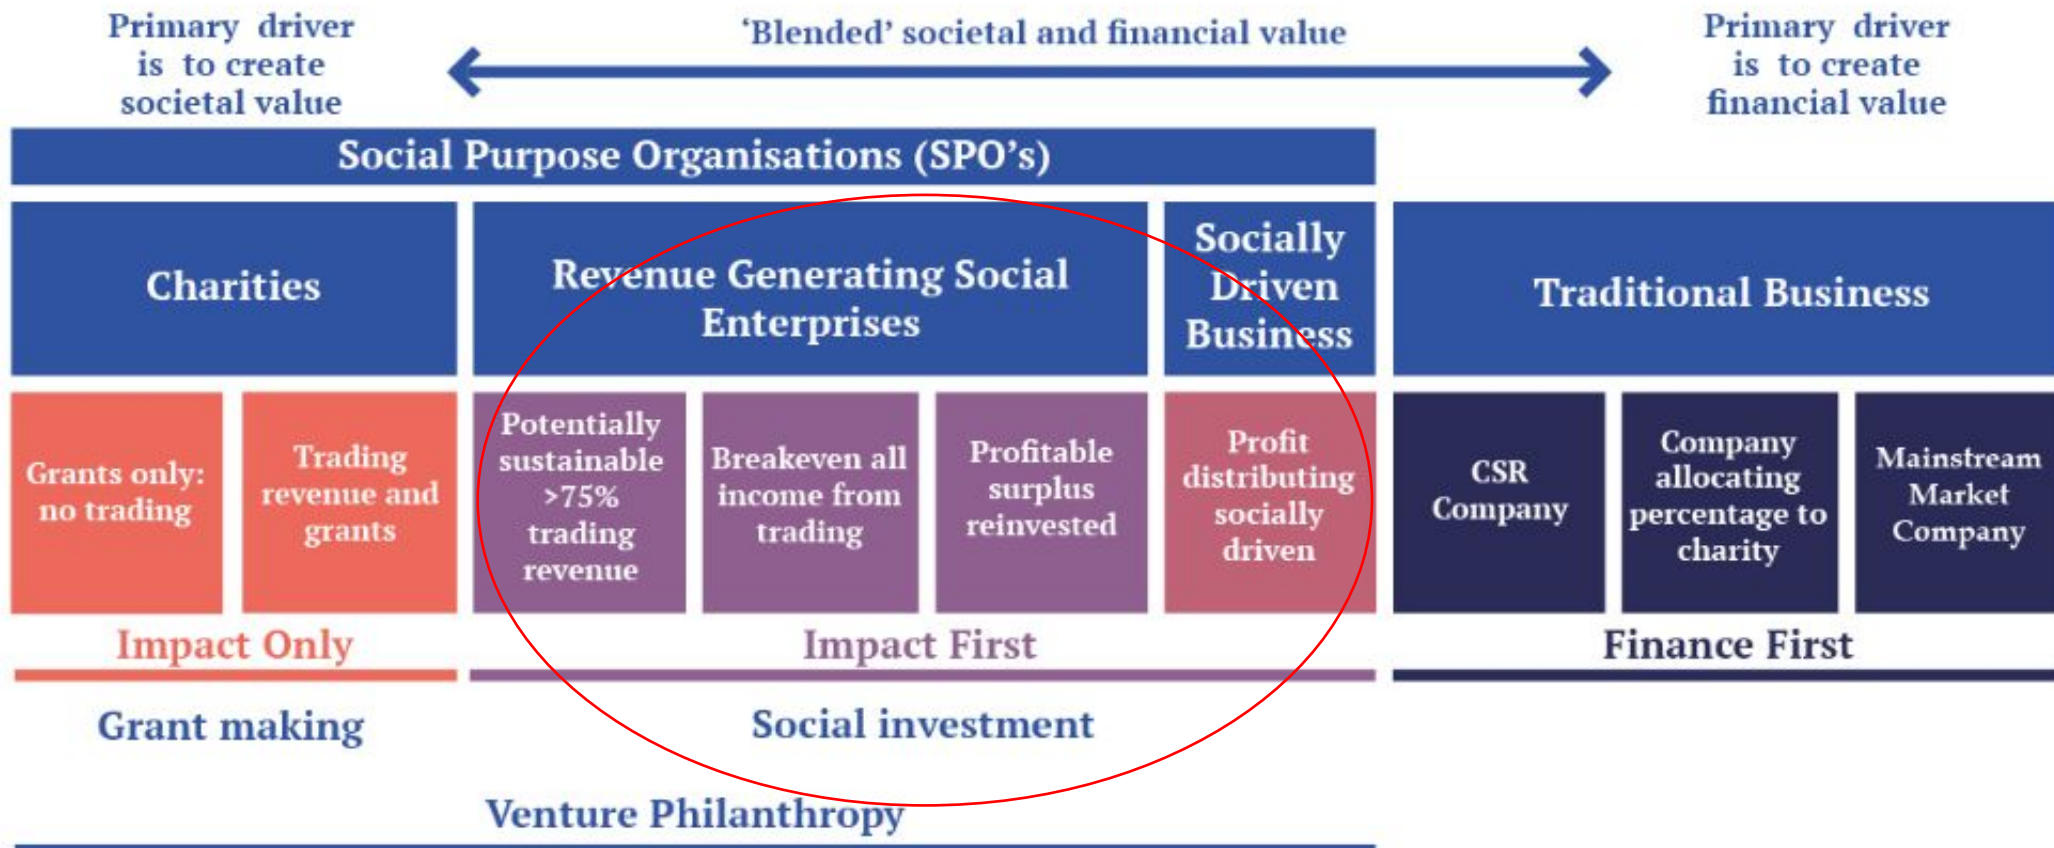 Primary driver
is to create
societal value
‘Blended’ societal and financial value
Primary driver
is to create
financial value
Social Purpose Organisations (SPO’s)
Charities
Revenue Generating Social
Enterprises
Socially
Driven
Business
Traditional Business
Grants only:
no trading
Trading
revenue and
grants
Potentially
sustainable
>75%
trading
revenue
Breakeven all
income from
trading
Profitable
surplus
reinvested
Profit
distributing
socially
driven
CSR
Company
Company
allocating
percentage to
charity
Mainstream
Market
Company
Impact Only
Impact First
Finance First
Grant making
Social investment
Venture Philanthropy